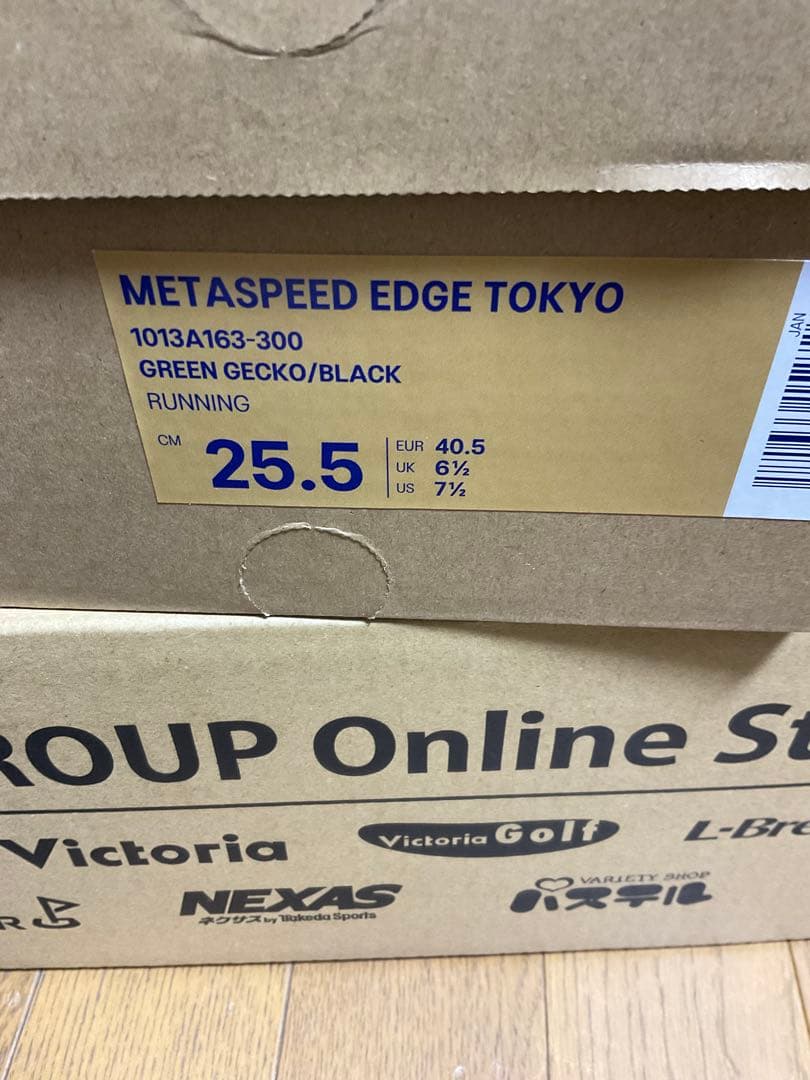 METASPEED EDGE TOKYO
1013A163-300
GREEN GECKO/BLACK
RUNNING
CM 25.5
EUR 40.5
UK 6½
US 7½
JAN
ROUP Online St
Victoria
Victoria Golf
L-Bre
R
NEXAS
ネクサス by Takeda Sports
VARIETY SHOP
パステル